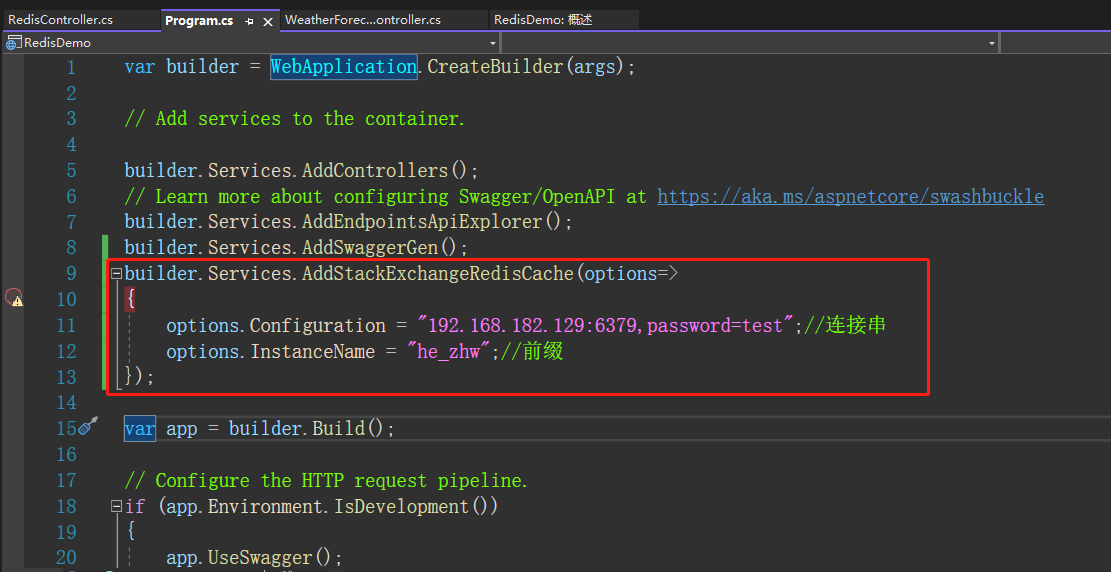 RedisController.cs Program.cs WeatherForec...ontroller.cs RedisDemo: 概述
RedisDemo
1 var builder = WebApplication.CreateBuilder(args);
2
3 // Add services to the container.
4
5 builder.Services.AddControllers();
6 // Learn more about configuring Swagger/OpenAPI at https://aka.ms/aspnetcore/swashbuckle
7 builder.Services.AddEndpointsApiExplorer();
8 builder.Services.AddSwaggerGen();
9 builder.Services.AddStackExchangeRedisCache(options=>
10 {
11 options.Configuration = "192.168.182.129:6379,password=test";//连接串
12 options.InstanceName = "he_zhw";//前缀
13 });
14
15 var app = builder.Build();
16
17 // Configure the HTTP request pipeline.
18 if (app.Environment.IsDevelopment())
19 {
20 app.UseSwagger();